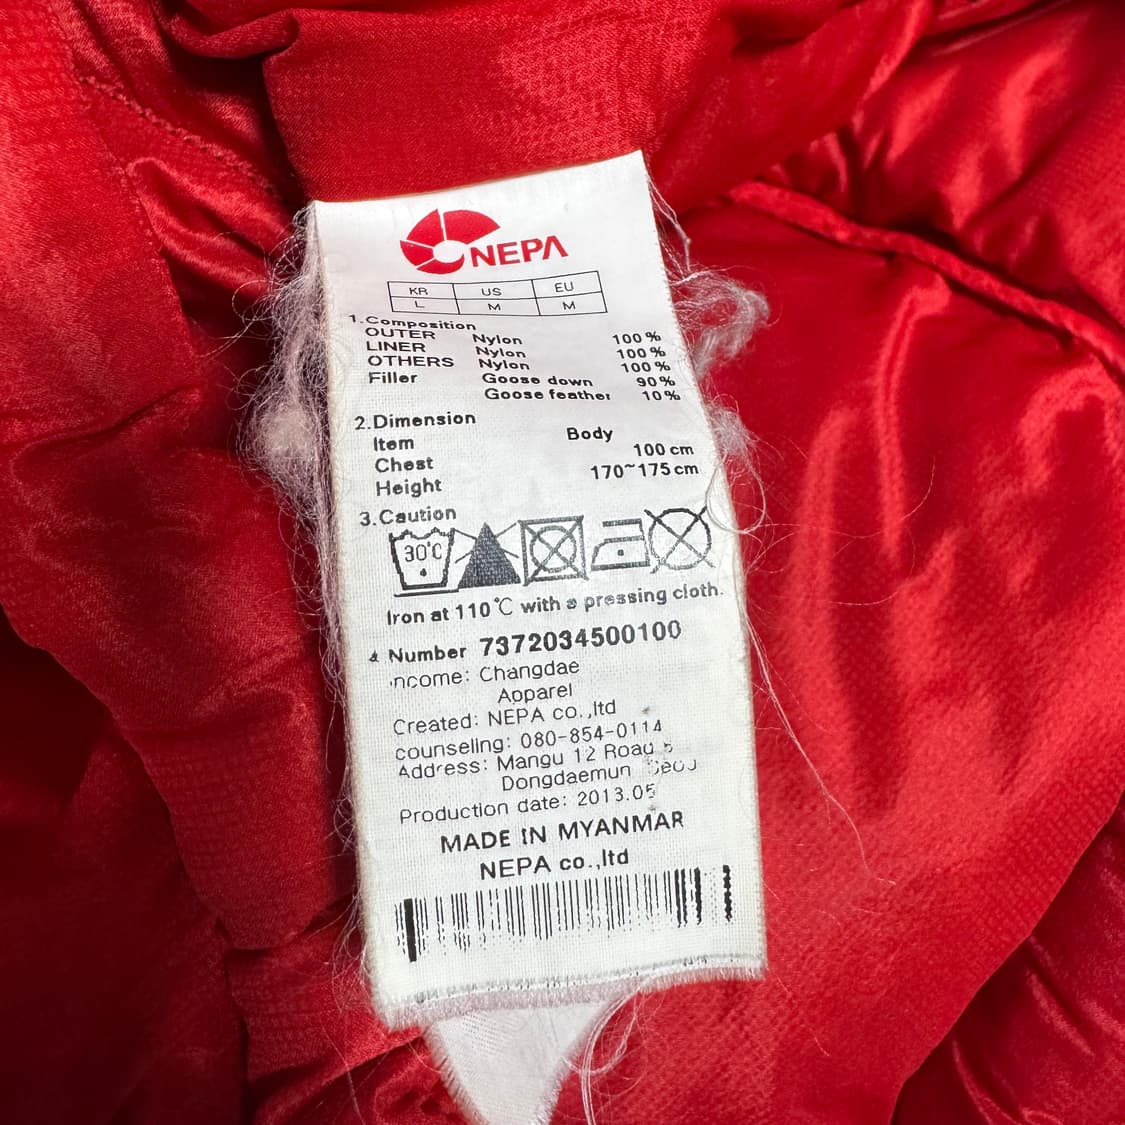 NEPA
KR US EU
L M M
1.Composition
OUTER Nylon 100%
LINER Nylon 100%
OTHERS Nylon 100%
Filler Goose down 90%
Goose feather 10%
2.Dimension
Item Body
Chest 100 cm
Height 170~175 cm
3.Caution
30℃
Iron at 110℃ with a pressing cloth.
4 Number 7372034500100
ncome: Changdae
Apparel
Created: NEPA co.,ltd
counseling: 080-854-0114
Address: Mangu 12 Road 5
Dongdaemun Seoul
Production date: 2013.05
MADE IN MYANMAR
NEPA co.,ltd